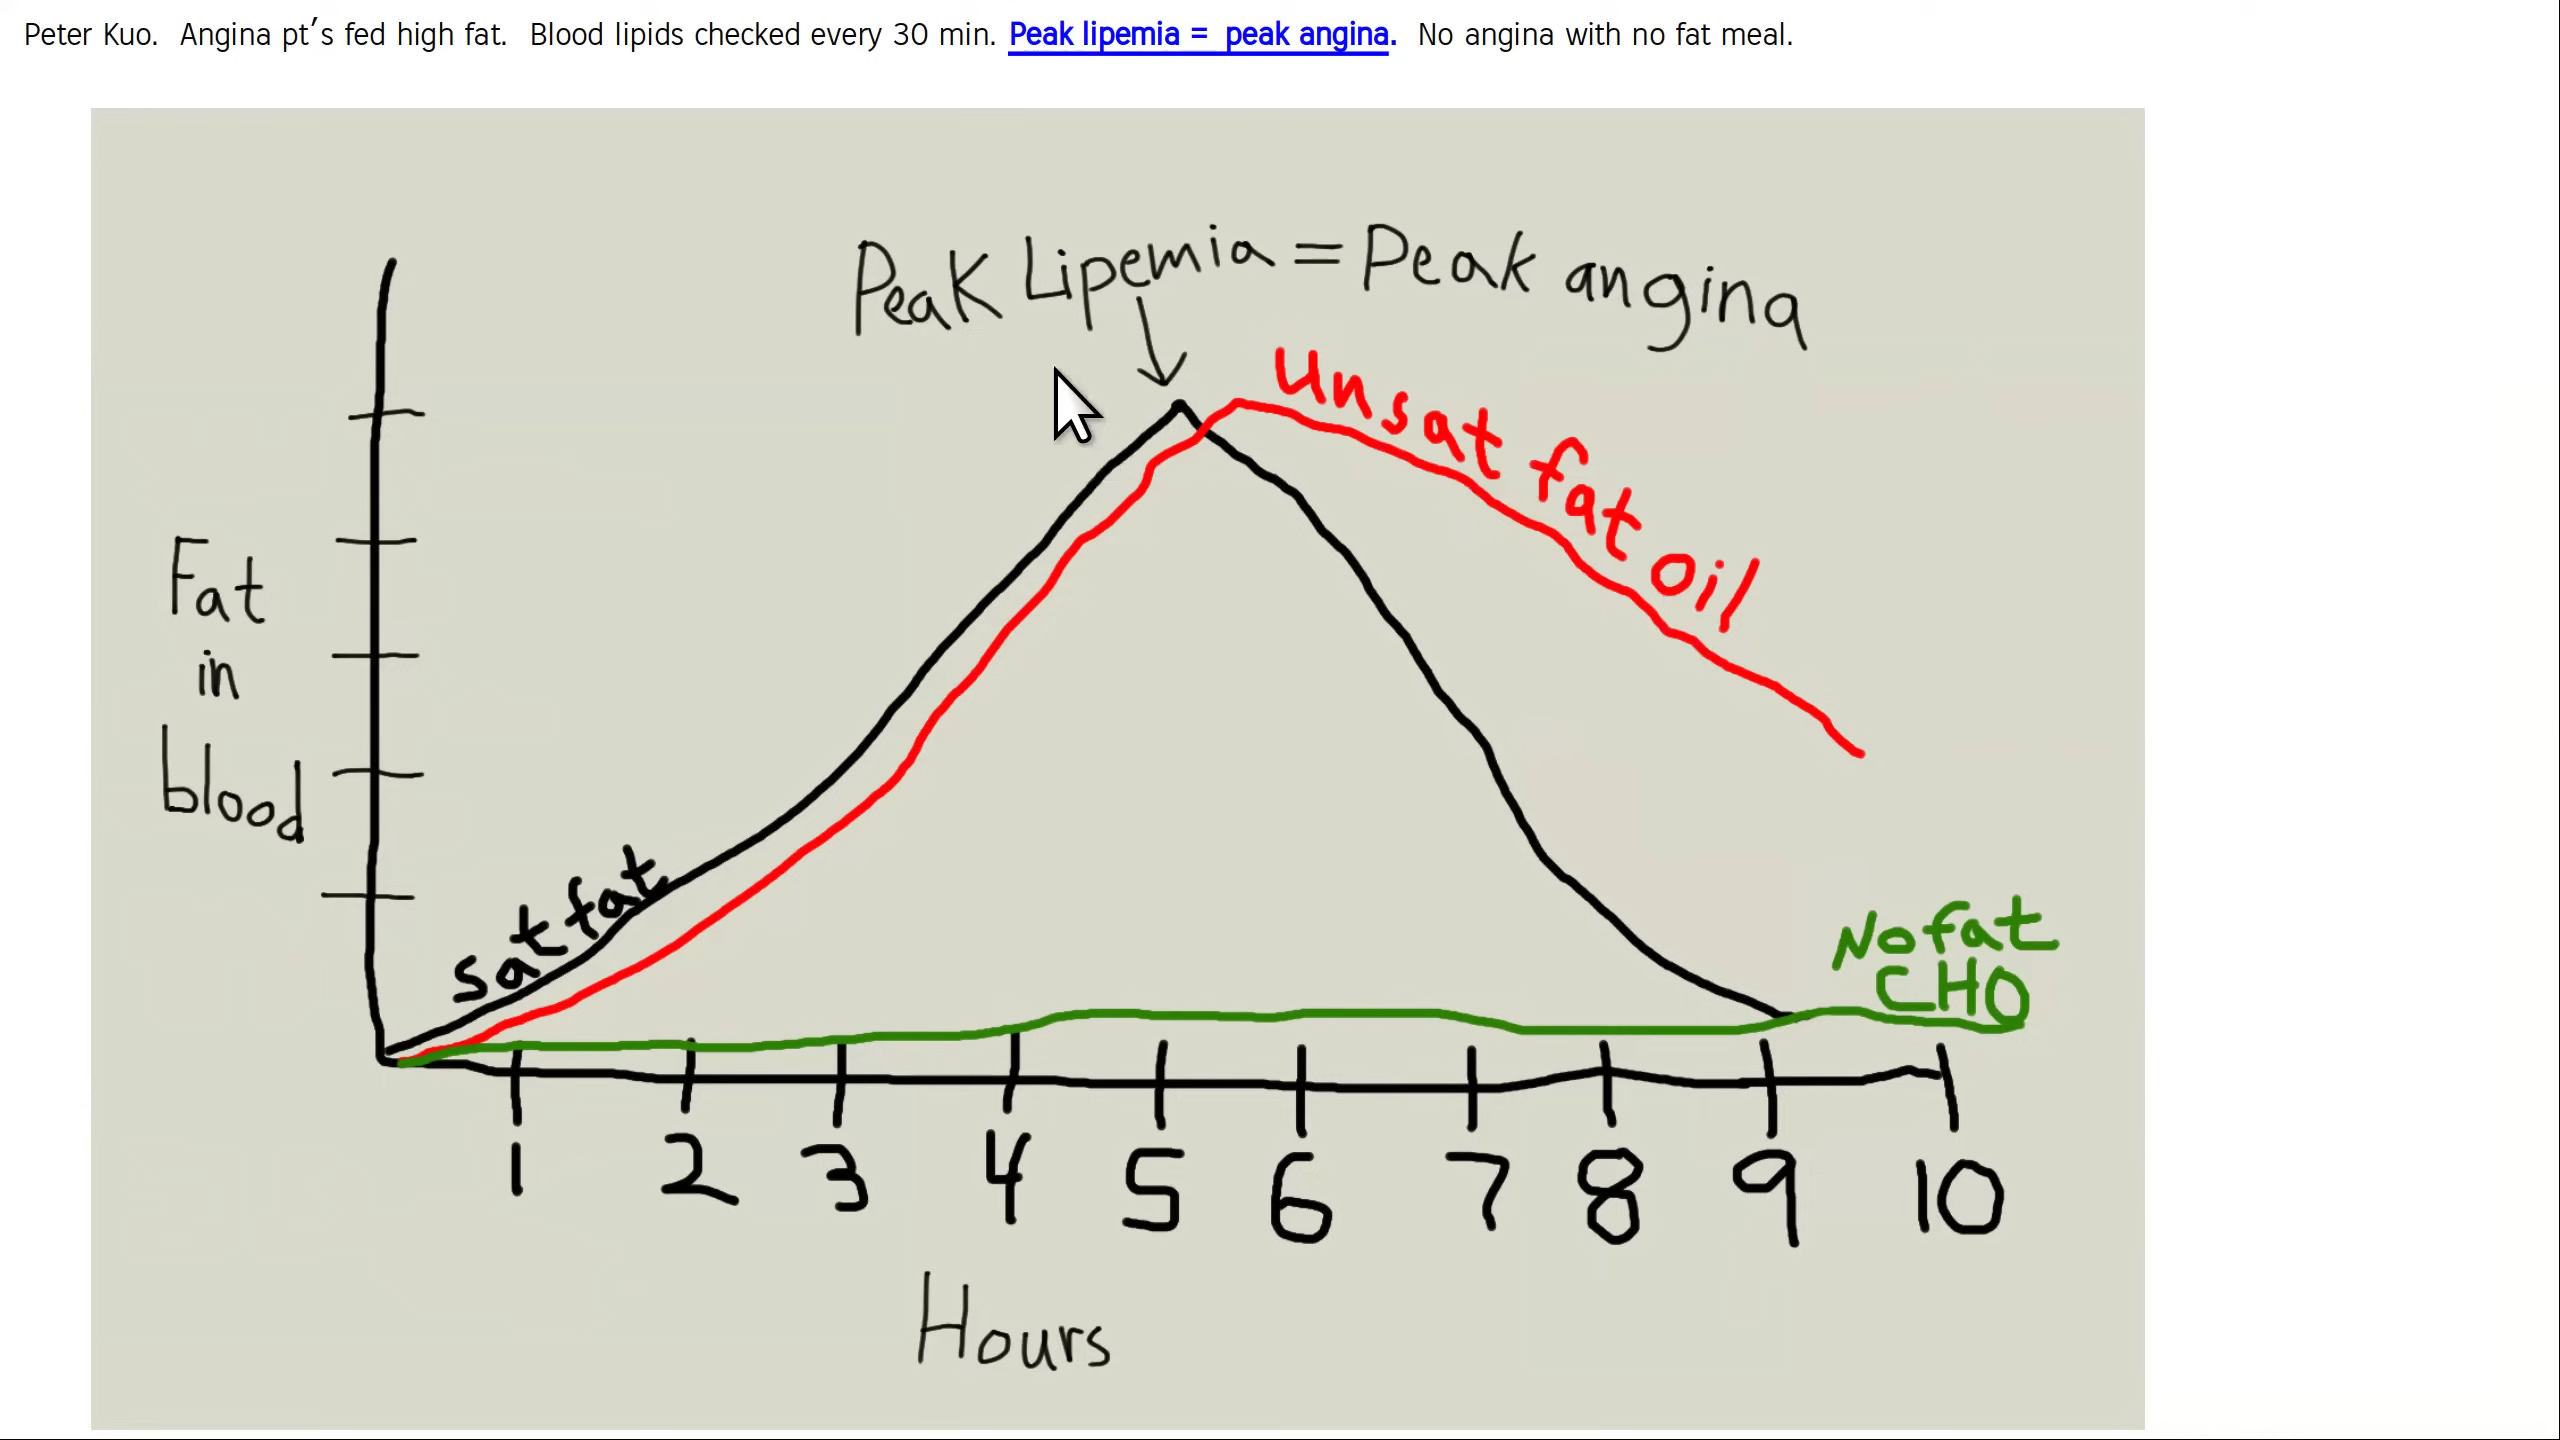 Peter Kuo. Angina pt's fed high fat. Blood lipids checked every 30 min. Peak lipemia = peak angina. No angina with no fat meal.
Peak Lipemia = Peak angina
Unsat fat oil
Fat
in
blood
sat fat
No fat
CHO
1 2 3 4 5 6 7 8 9 10
Hours